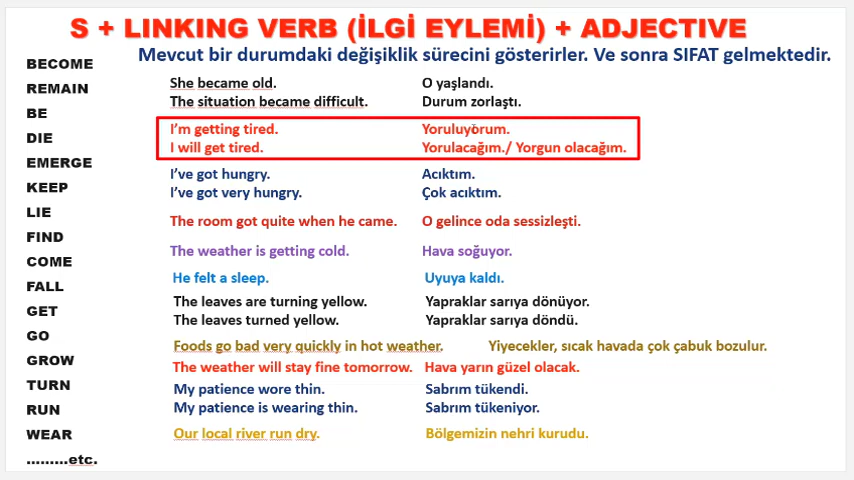 S + LINKING VERB (İLGİ EYLEMİ) + ADJECTIVE
Mevcut bir durumdaki değişiklik sürecini gösterirler. Ve sonra SIFAT gelmektedir.
BECOME
REMAIN
BE
DIE
EMERGE
KEEP
LIE
FIND
COME
FALL
GET
GO
GROW
TURN
RUN
WEAR
………etc.
She became old. O yaşlandı.
The situation became difficult. Durum zorlaştı.
I'm getting tired. Yoruluyorum.
I will get tired. Yorulacağım./ Yorgun olacağım.
I've got hungry. Acıktım.
I've got very hungry. Çok acıktım.
The room got quite when he came. O gelince oda sessizleşti.
The weather is getting cold. Hava soğuyor.
He felt a sleep. Uyuya kaldı.
The leaves are turning yellow. Yapraklar sarıya dönüyor.
The leaves turned yellow. Yapraklar sarıya döndü.
Foods go bad very quickly in hot weather. Yiyecekler, sıcak havada çok çabuk bozulur.
The weather will stay fine tomorrow. Hava yarın güzel olacak.
My patience wore thin. Sabrım tükendi.
My patience is wearing thin. Sabrım tükeniyor.
Our local river run dry. Bölgemizin nehri kurudu.